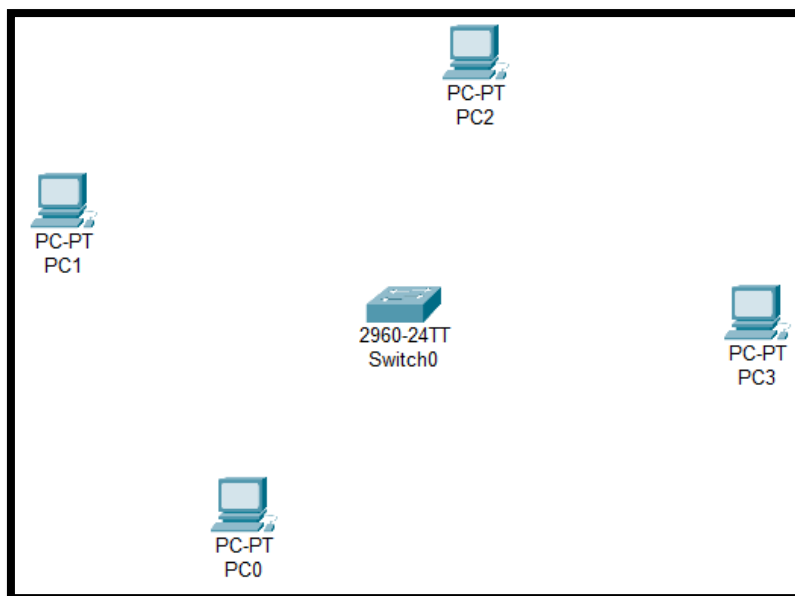 PC-PT
PC2
PC-PT
PC1
2960-24TT
Switch0
PC-PT
PC3
PC-PT
PC0